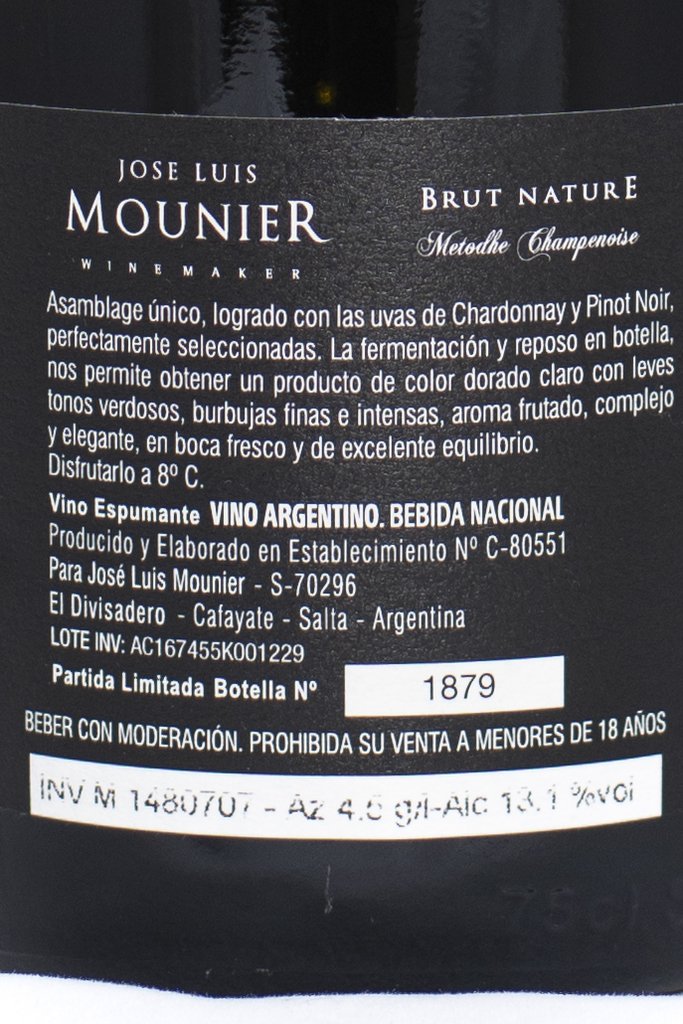 JOSE LUIS
MOUNIER
WINEMAKER
BRUT NATURE
Metodhe Champenoise
Asamblage único, logrado con las uvas de Chardonnay y Pinot Noir,
perfectamente seleccionadas. La fermentación y reposo en botella,
nos permite obtener un producto de color dorado claro con leves
tonos verdosos, burbujas finas e intensas, aroma frutado, complejo
y elegante, en boca fresco y de excelente equilibrio.
Disfrutarlo a 8º C.
Vino Espumante VINO ARGENTINO. BEBIDA NACIONAL
Producido y Elaborado en Establecimiento Nº C-80551
Para José Luis Mounier - S-70296
El Divisadero - Cafayate - Salta - Argentina
LOTE INV: AC167455K001229
Partida Limitada Botella Nº 1879
BEBER CON MODERACIÓN. PROHIBIDA SU VENTA A MENORES DE 18 AÑOS
INV M 1480707 - Az g/l-Alc 13.1 %vol
75cl